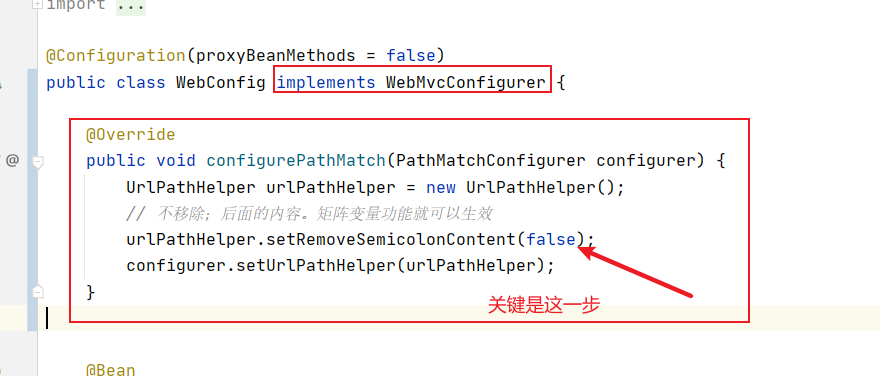 import ...
@Configuration(proxyBeanMethods = false)
public class WebConfig implements WebMvcConfigurer {
@Override
@
public void configurePathMatch(PathMatchConfigurer configurer) {
UrlPathHelper urlPathHelper = new UrlPathHelper();
// 不移除；后面的内容。矩阵变量功能就可以生效
urlPathHelper.setRemoveSemicolonContent(false);
configurer.setUrlPathHelper(urlPathHelper);
}
关键是这一步
@Bean